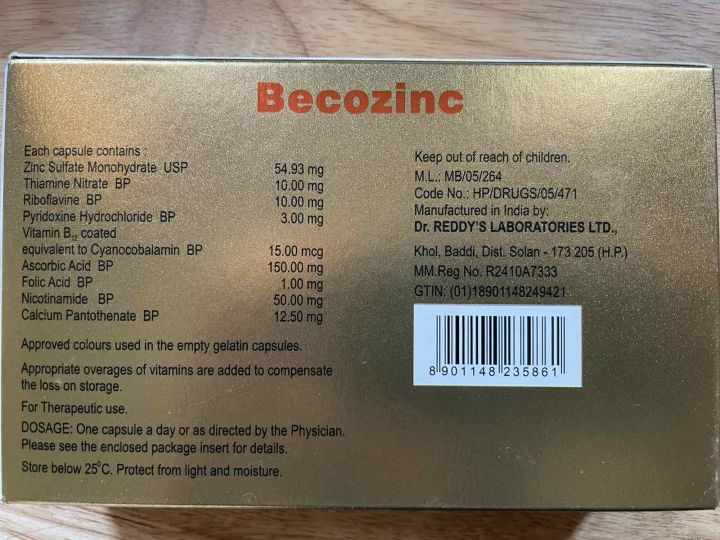 Becozinc
Each capsule contains :
Zinc Sulfate Monohydrate USP 54.93 mg
Thiamine Nitrate BP 10.00 mg
Riboflavine BP 10.00 mg
Pyridoxine Hydrochloride BP 3.00 mg
Vitamin B₁₂ coated
equivalent to Cyanocobalamin BP 15.00 mcg
Ascorbic Acid BP 150.00 mg
Folic Acid BP 1.00 mg
Nicotinamide BP 50.00 mg
Calcium Pantothenate BP 12.50 mg
Approved colours used in the empty gelatin capsules.
Appropriate overages of vitamins are added to compensate
the loss on storage.
For Therapeutic use.
DOSAGE: One capsule a day or as directed by the Physician.
Please see the enclosed package insert for details.
Store below 25°C. Protect from light and moisture.
Keep out of reach of children.
M.L.: MB/05/264
Code No.: HP/DRUGS/05/471
Manufactured in India by:
Dr. REDDY'S LABORATORIES LTD.,
Khol, Baddi, Dist. Solan - 173 205 (H.P.)
MM.Reg No. R2410A7333
GTIN: (01)18901148249421
8 901148 235861